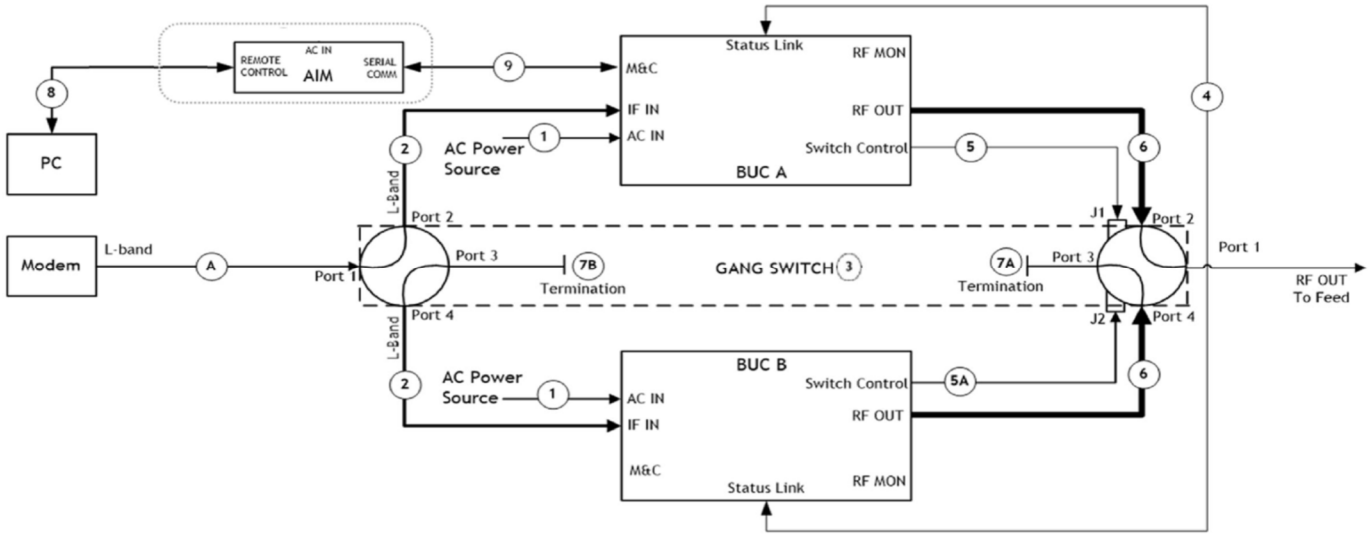 Status Link
RF MON
AC IN
REMOTE
CONTROL
SERIAL
COMM
AIM
9
M&C
8
4
IF IN
RF OUT
1
AC IN
AC Power
Source
2
Switch Control
5
6
PC
BUC A
L-Band
J1
Port 2
Port 2
Modem
L-band
A
Port 1
Port 3
7B
Termination
GANG SWITCH 3
7A
Termination
Port 3
Port 1
RF OUT
To Feed
Port 4
J2
Port 4
L-Band
BUC B
2
AC Power
Source
1
AC IN
Switch Control
5A
6
IF IN
RF OUT
M&C
Status Link
RF MON